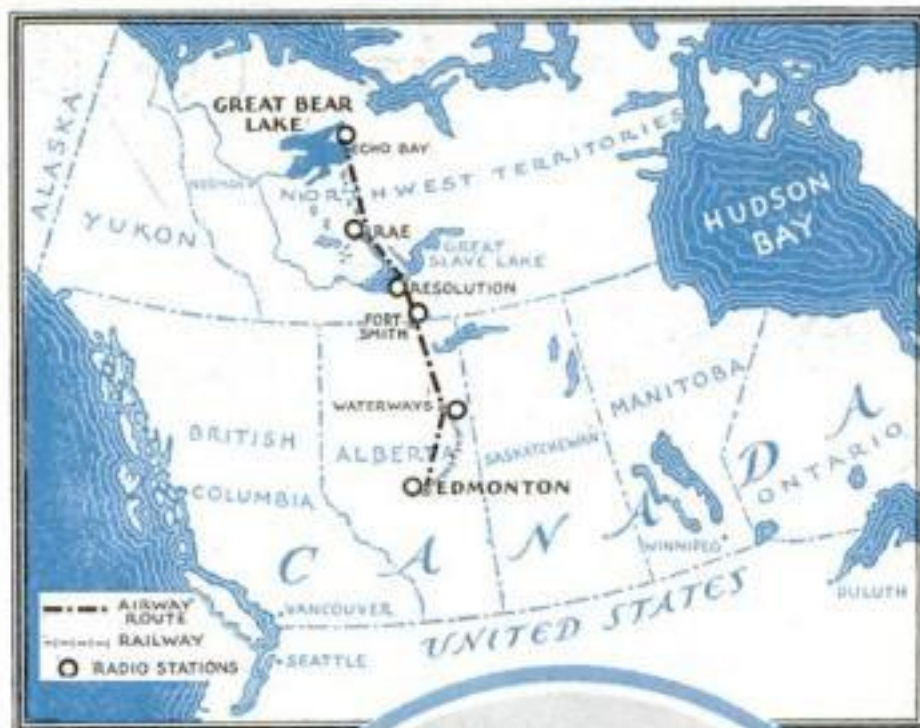 GREAT BEAR
LAKE
ECHO BAY
ALASKA
YUKON
NORTHWEST TERRITORIES
HUDSON
BAY
RAE
GREAT
SLAVE LAKE
RESOLUTION
FORT
SMITH
WATERWAYS
BRITISH
COLUMBIA
ALBERTA
SASKATCHEWAN
MANITOBA
ONTARIO
EDMONTON
CANADA
WINNIPEG
DULUTH
UNITED STATES
VANCOUVER
SEATTLE
AIRWAY
ROUTE
RAILWAY
RADIO STATIONS